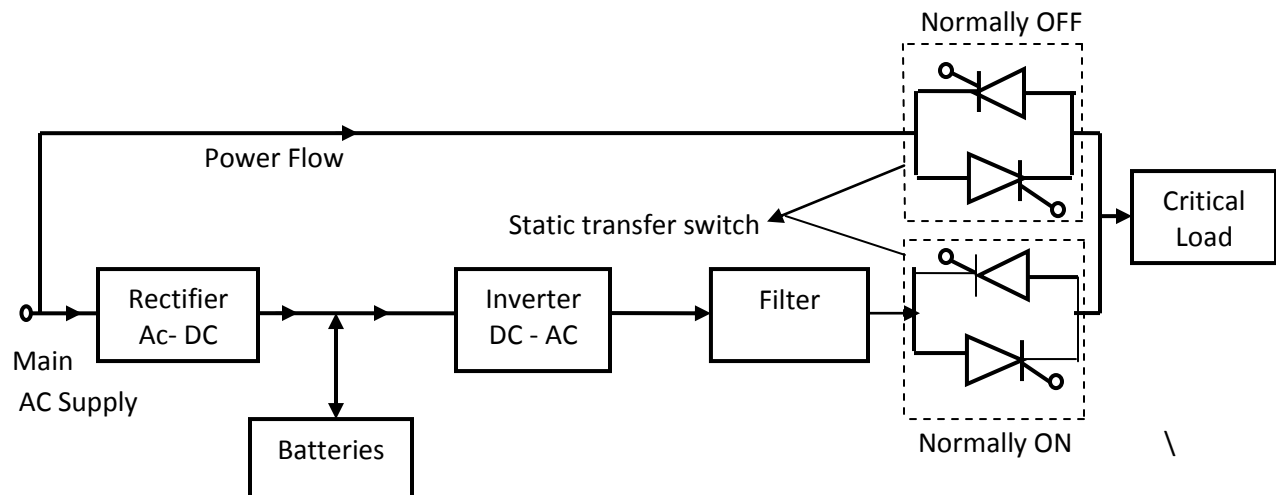 Normally OFF
Power Flow
Static transfer switch
Critical
Load
Rectifier
Ac- DC
Inverter
DC - AC
Filter
Main
AC Supply
Batteries
Normally ON
\